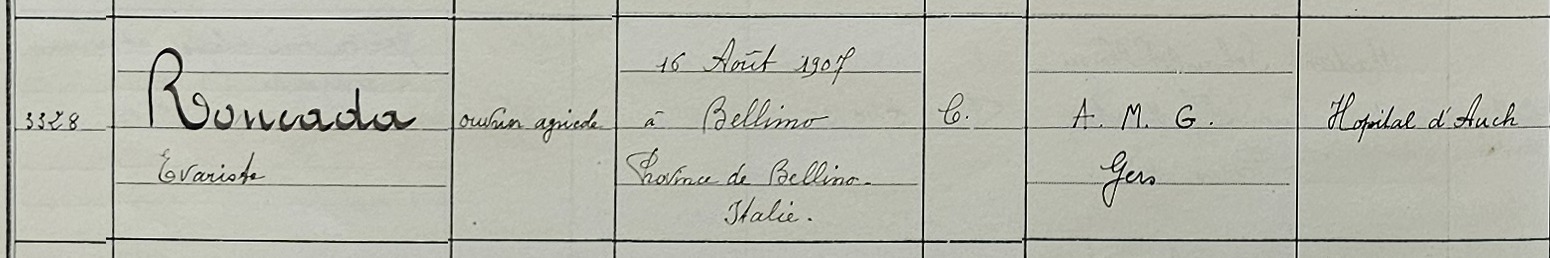 3328
Roncada
Evariste
ouvrier agricole
16 Août 1907
à Bellino
Province de Bellino.
Italie.
C.
A. M. G.
Gers
Hopital d'Auch